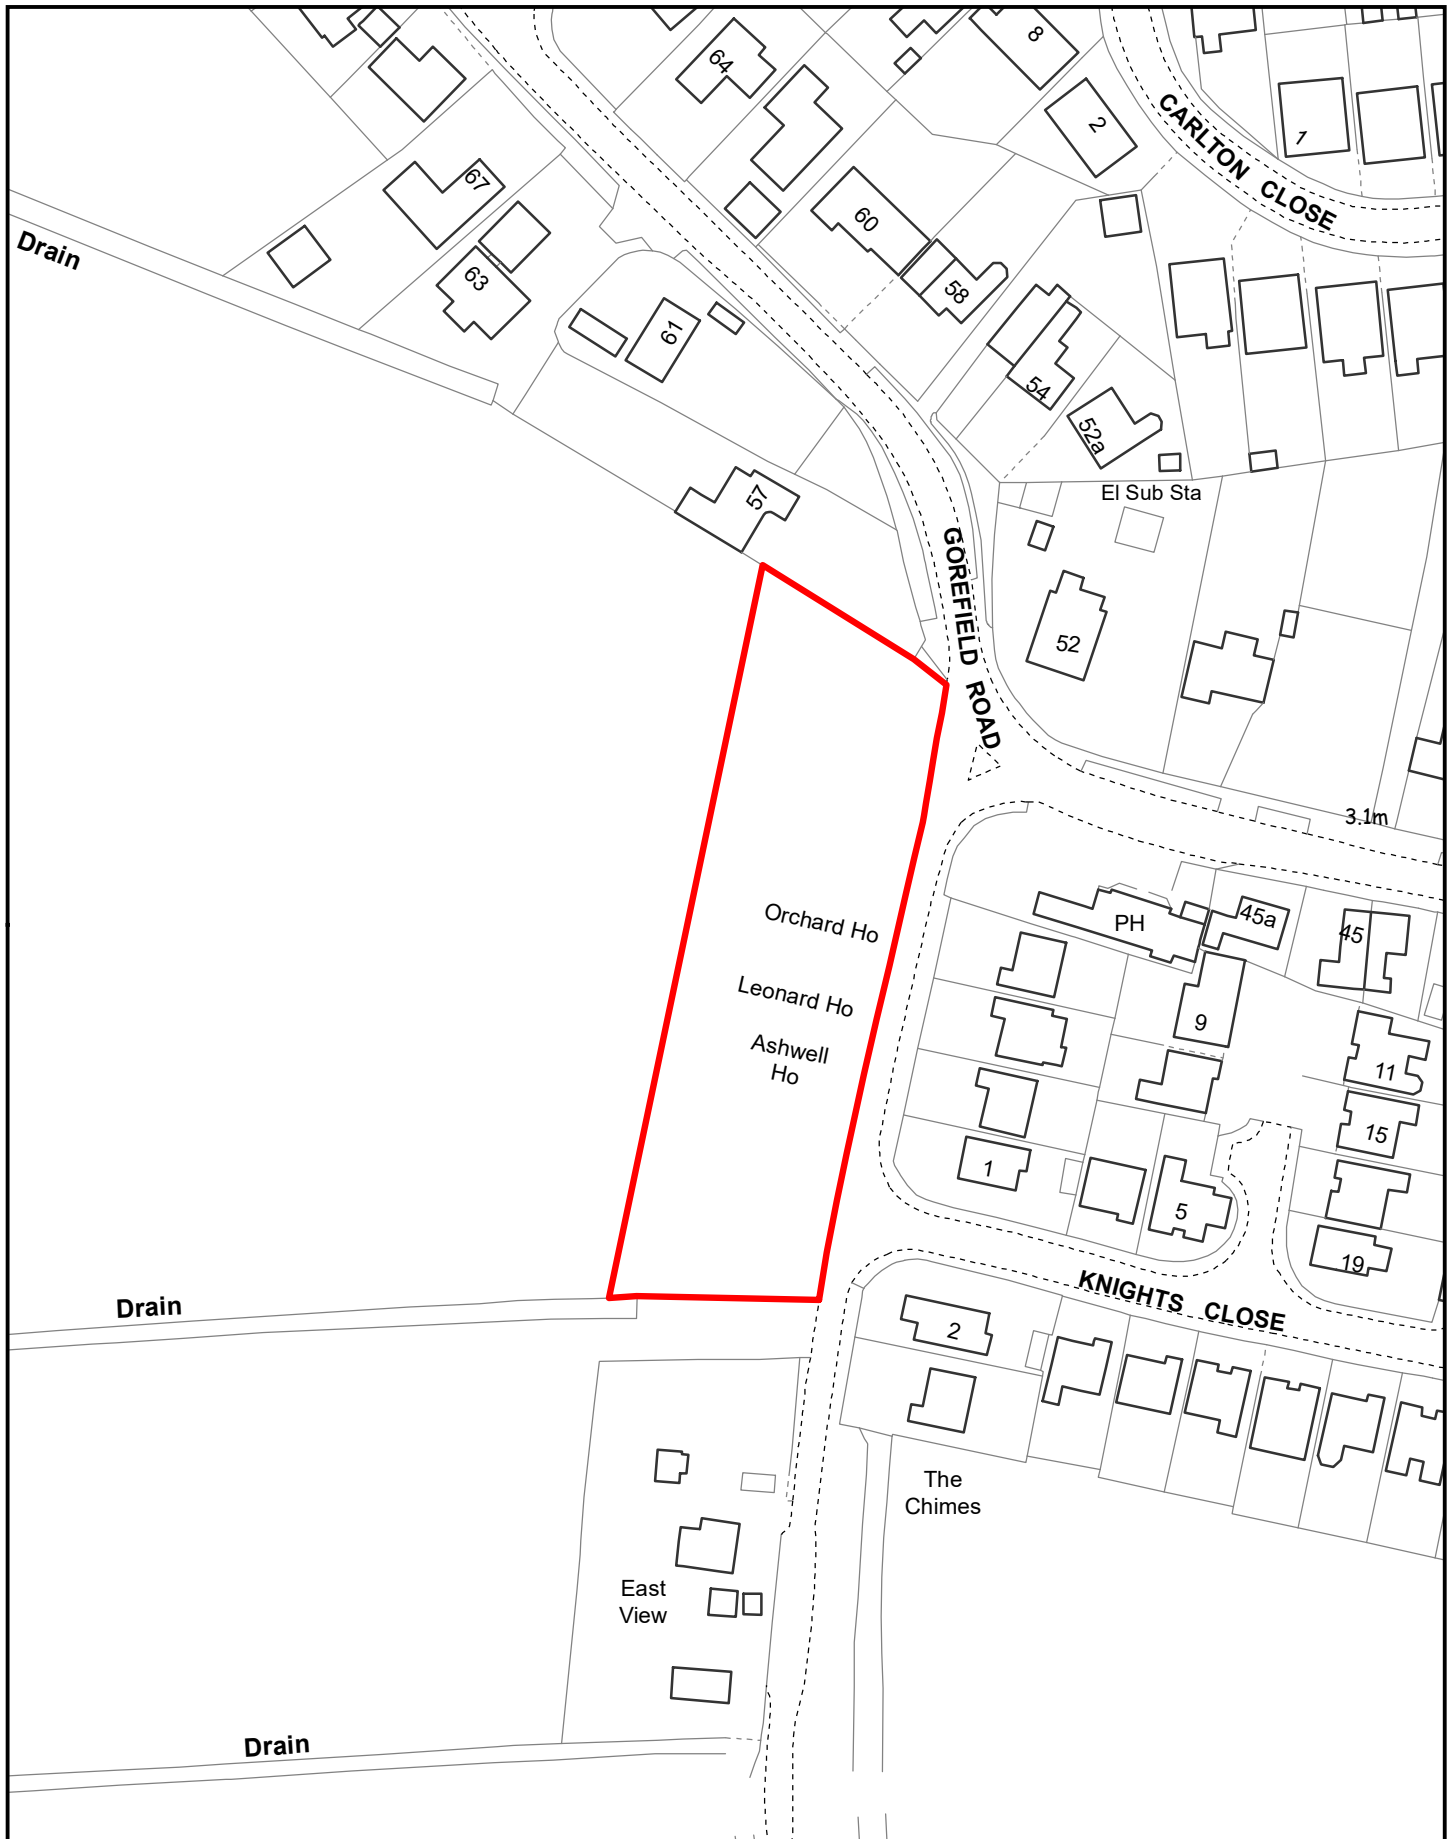 8
64
2
1
CARLTON CLOSE
67
60
Drain
63
58
61
54
52a
57
El Sub Sta
GOREFIELD ROAD
52
3.1m
Orchard Ho
PH
45a
45
Leonard Ho
9
Ashwell
Ho
11
15
1
5
19
KNIGHTS CLOSE
Drain
2
The
Chimes
East
View
Drain